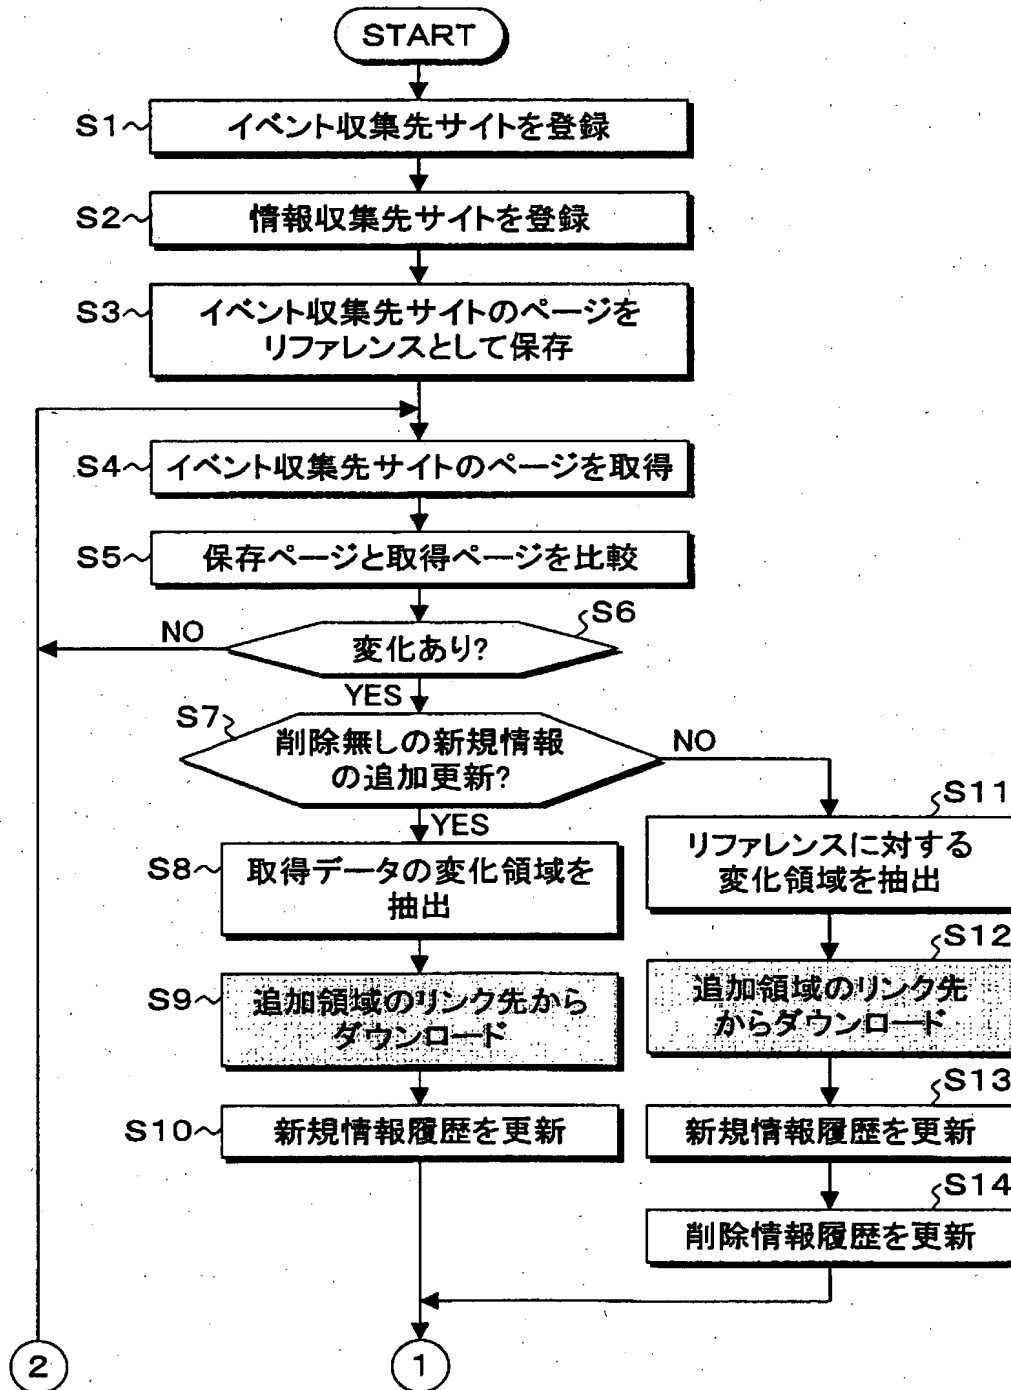 START
S1
イベント収集先サイトを登録
S2
情報収集先サイトを登録
S3
イベント収集先サイトのページを
リファレンスとして保存
S4
イベント収集先サイトのページを取得
S5
保存ページと取得ページを比較
S6
変化あり?
NO
YES
S7
削除無しの新規情報
の追加更新?
NO
YES
S8
取得データの変化領域を
抽出
S9
追加領域のリンク先から
ダウンロード
S10
新規情報履歴を更新
S11
リファレンスに対する
変化領域を抽出
S12
追加領域のリンク先
からダウンロード
S13
新規情報履歴を更新
S14
削除情報履歴を更新
2
1